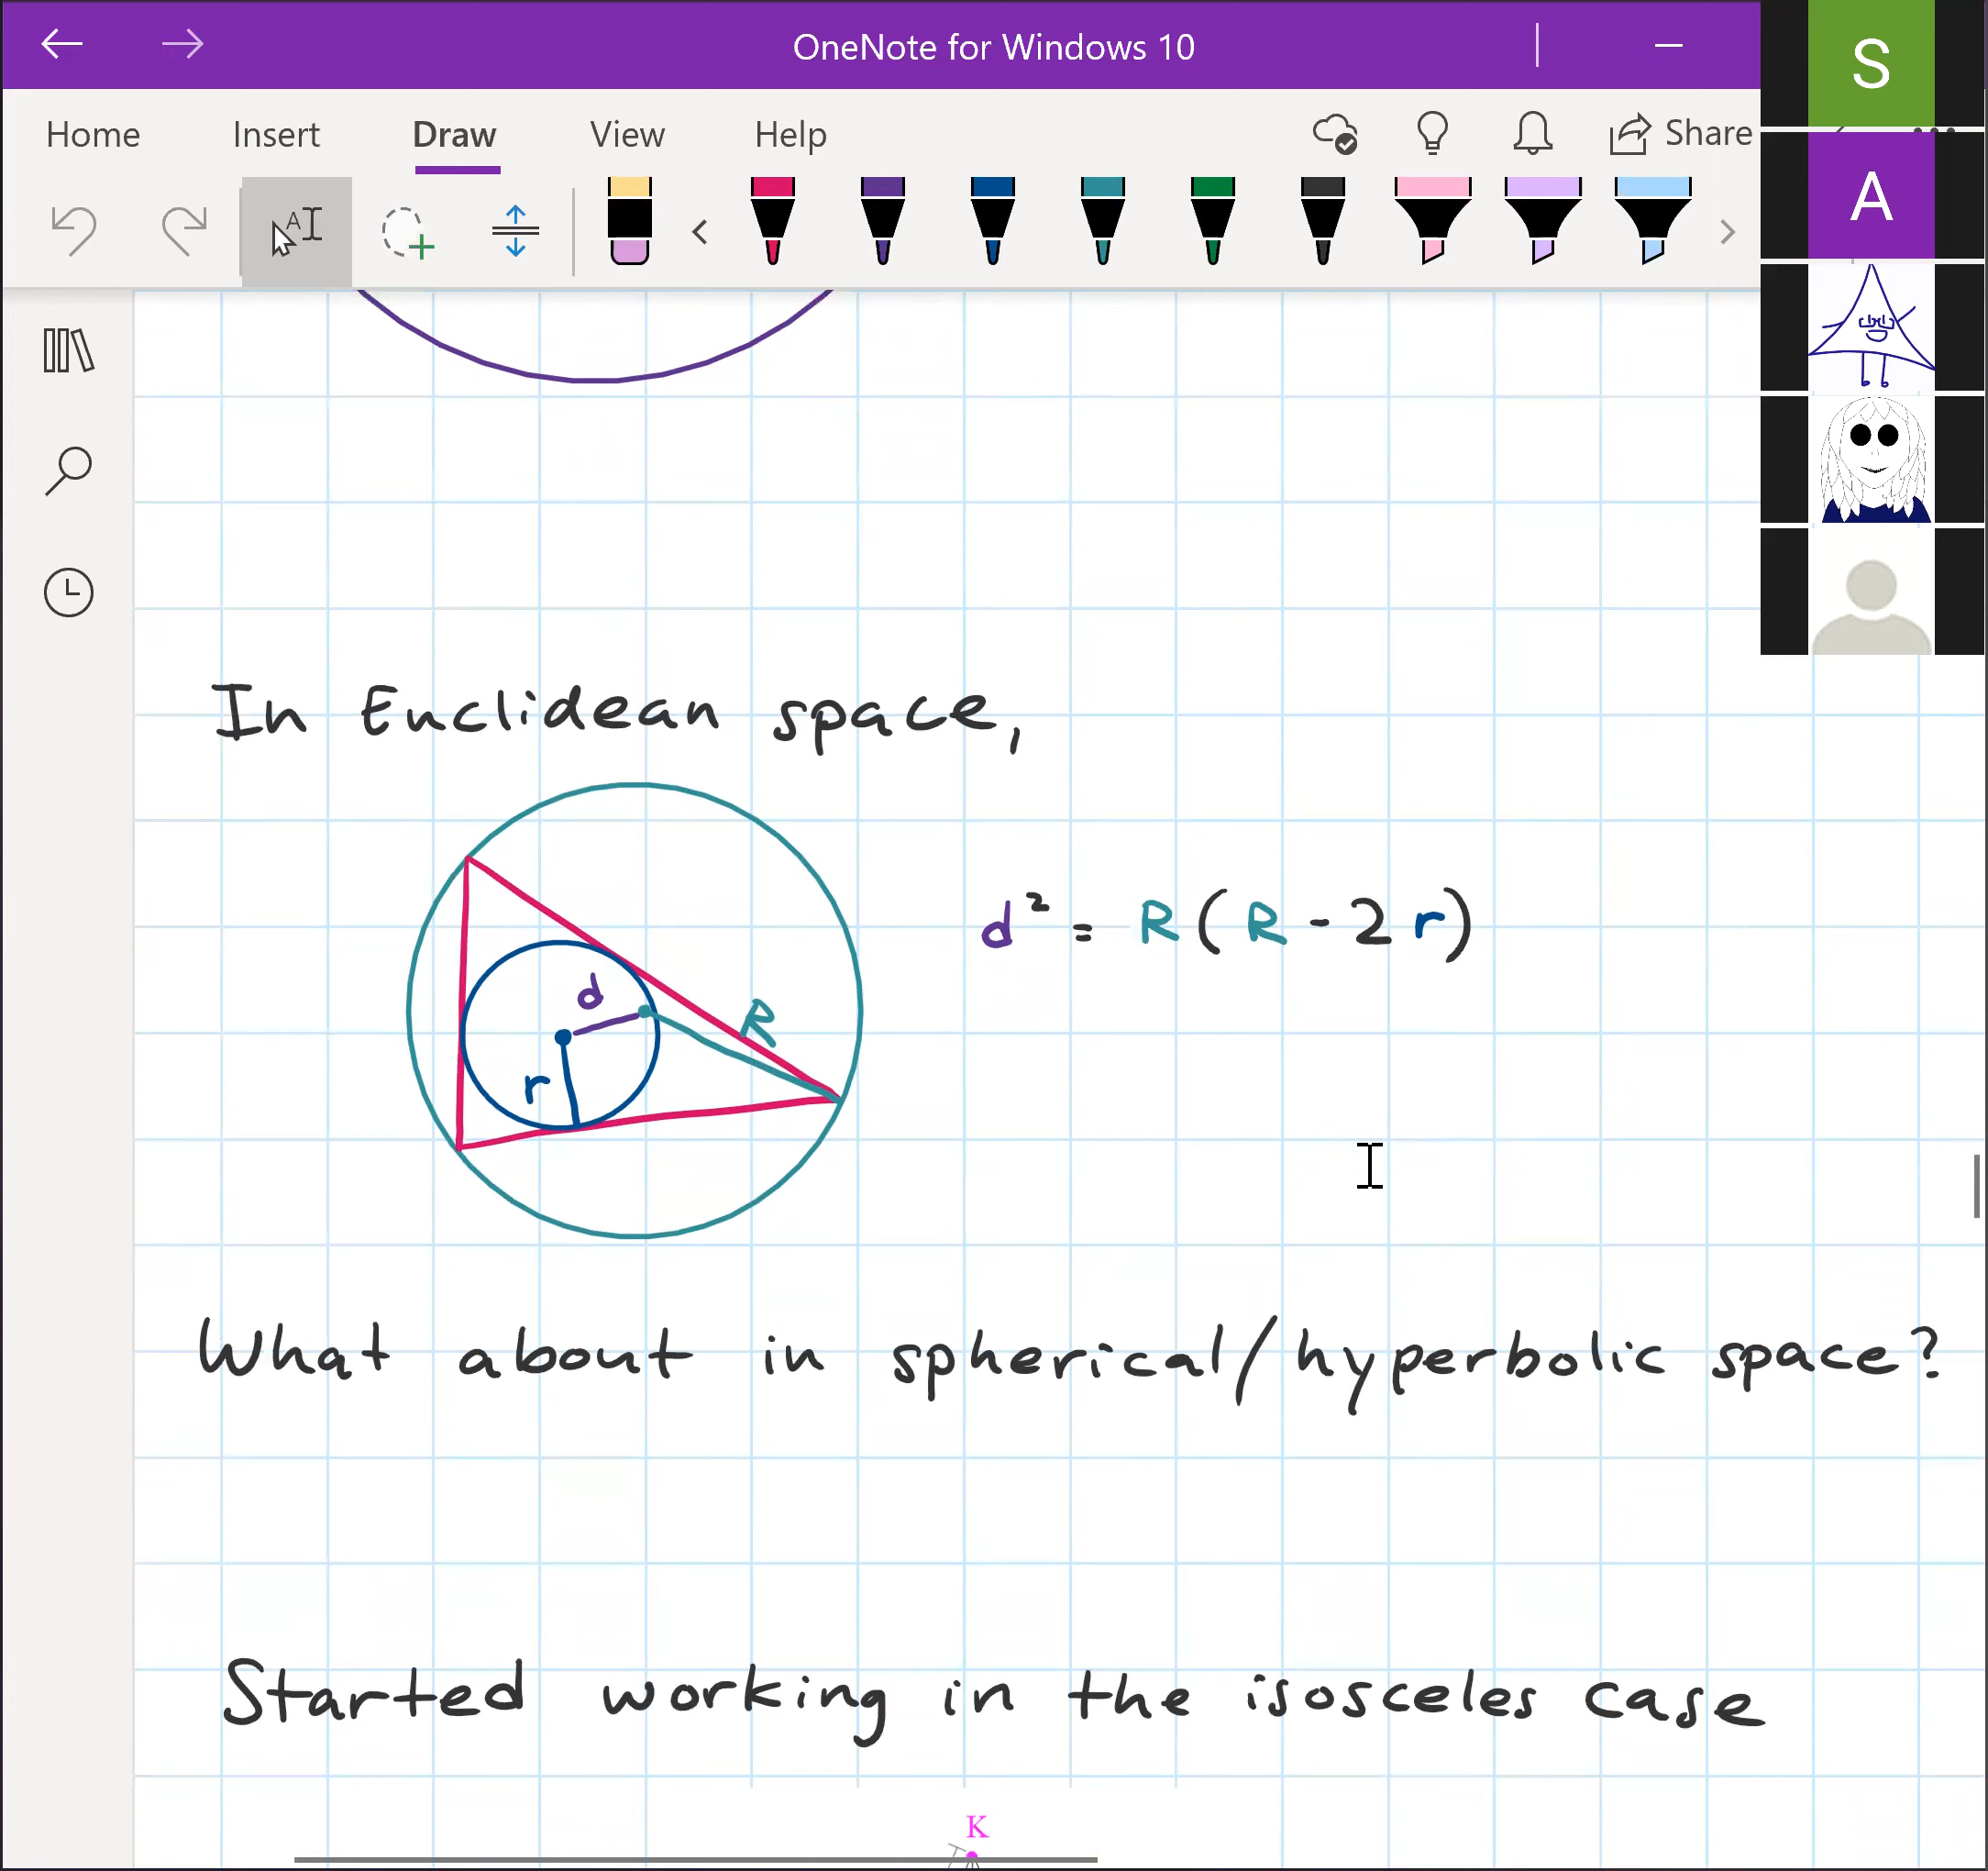 OneNote for Windows 10
S
Home Insert Draw View Help Share
A
In Euclidean space,
d² = R(R - 2r)
d
R
r
What about in spherical/hyperbolic space?
Started working in the isosceles case
K